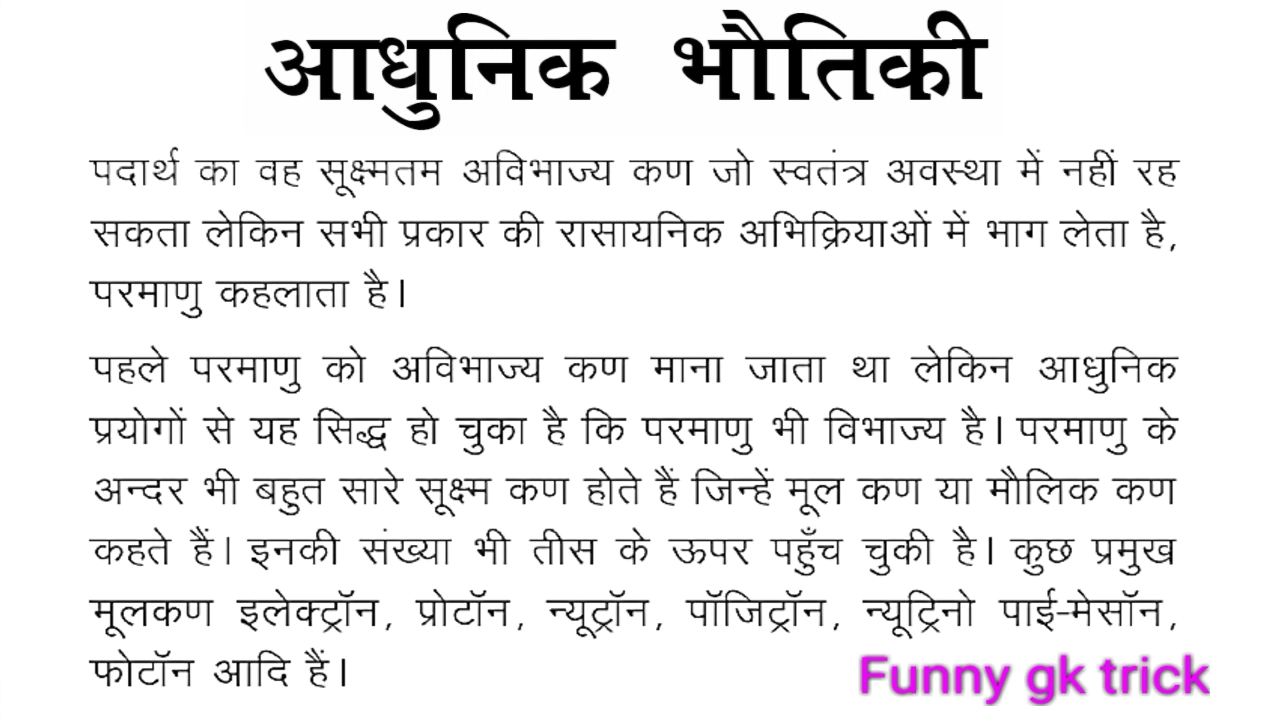 आधुनिक भौतिकी
पदार्थ का वह सूक्ष्मतम अविभाज्य कण जो स्वतंत्र अवस्था में नहीं रह
सकता लेकिन सभी प्रकार की रासायनिक अभिक्रियाओं में भाग लेता है,
परमाणु कहलाता है।
पहले परमाणु को अविभाज्य कण माना जाता था लेकिन आधुनिक
प्रयोगों से यह सिद्ध हो चुका है कि परमाणु भी विभाज्य है। परमाणु के
अन्दर भी बहुत सारे सूक्ष्म कण होते हैं जिन्हें मूल कण या मौलिक कण
कहते हैं। इनकी संख्या भी तीस के ऊपर पहुँच चुकी है। कुछ प्रमुख
मूलकण इलेक्ट्रॉन, प्रोटॉन, न्यूट्रॉन, पॉजिट्रॉन, न्यूट्रिनो पाई-मेसॉन,
फोटॉन आदि हैं।
Funny gk trick